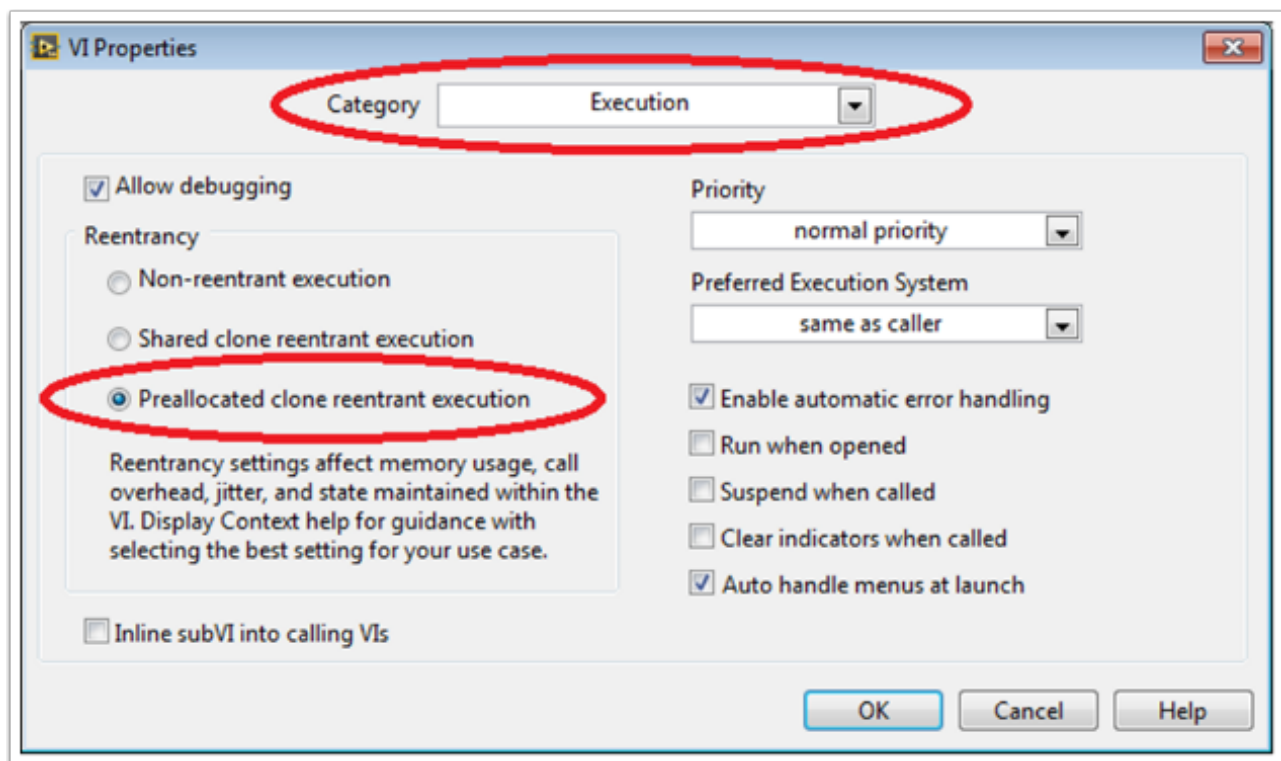 VI Properties
Category Execution
Allow debugging
Reentrancy
Non-reentrant execution
Shared clone reentrant execution
Preallocated clone reentrant execution
Reentrancy settings affect memory usage, call
overhead, jitter, and state maintained within the
VI. Display Context help for guidance with
selecting the best setting for your use case.
Inline subVI into calling VIs
Priority
normal priority
Preferred Execution System
same as caller
Enable automatic error handling
Run when opened
Suspend when called
Clear indicators when called
Auto handle menus at launch
OK Cancel Help